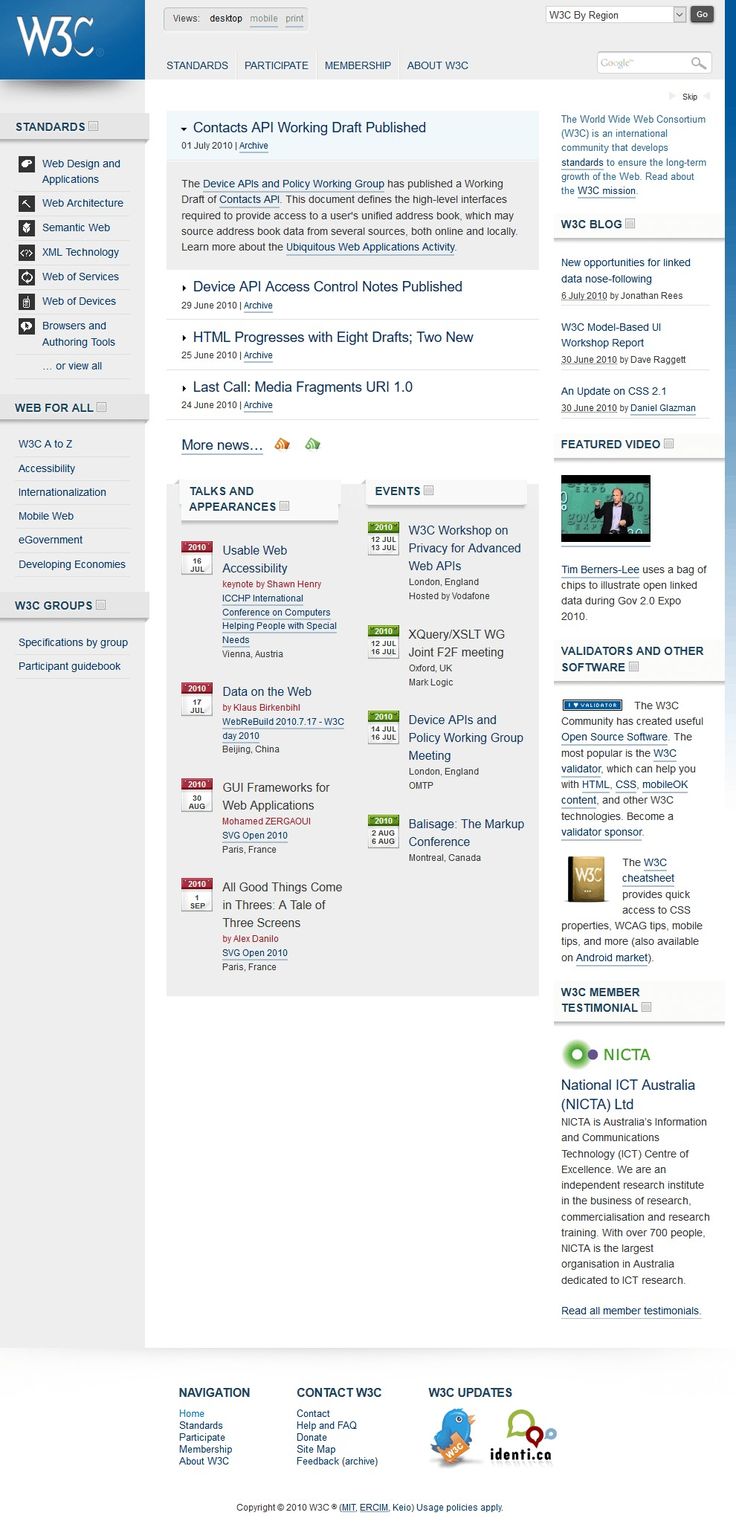 W3C®
Views: desktop mobile print
W3C By Region
Go
STANDARDS
PARTICIPATE
MEMBERSHIP
ABOUT W3C
Google™
Skip
STANDARDS
Web Design and
Applications
Web Architecture
Semantic Web
XML Technology
Web of Services
Web of Devices
Browsers and
Authoring Tools
… or view all
WEB FOR ALL
W3C A to Z
Accessibility
Internationalization
Mobile Web
eGovernment
Developing Economies
W3C GROUPS
Specifications by group
Participant guidebook
Contacts API Working Draft Published
01 July 2010 | Archive
The Device APIs and Policy Working Group has published a Working
Draft of Contacts API. This document defines the high-level interfaces
required to provide access to a user's unified address book, which may
source address book data from several sources, both online and locally.
Learn more about the Ubiquitous Web Applications Activity.
Device API Access Control Notes Published
29 June 2010 | Archive
HTML Progresses with Eight Drafts; Two New
25 June 2010 | Archive
Last Call: Media Fragments URI 1.0
24 June 2010 | Archive
More news…
TALKS AND
APPEARANCES
2010
16
JUL
Usable Web
Accessibility
keynote by Shawn Henry
ICCHP International
Conference on Computers
Helping People with Special
Needs
Vienna, Austria
2010
17
JUL
Data on the Web
by Klaus Birkenbihl
WebReBuild 2010.7.17 - W3C
day 2010
Beijing, China
2010
30
AUG
GUI Frameworks for
Web Applications
Mohamed ZERGAOUI
SVG Open 2010
Paris, France
2010
1
SEP
All Good Things Come
in Threes: A Tale of
Three Screens
by Alex Danilo
SVG Open 2010
Paris, France
EVENTS
2010
12 JUL
13 JUL
W3C Workshop on
Privacy for Advanced
Web APIs
London, England
Hosted by Vodafone
2010
12 JUL
16 JUL
XQuery/XSLT WG
Joint F2F meeting
Oxford, UK
Mark Logic
2010
14 JUL
16 JUL
Device APIs and
Policy Working Group
Meeting
London, England
OMTP
2010
2 AUG
6 AUG
Balisage: The Markup
Conference
Montreal, Canada
The World Wide Web Consortium
(W3C) is an international
community that develops
standards to ensure the long-term
growth of the Web. Read about
the W3C mission.
W3C BLOG
New opportunities for linked
data nose-following
6 July 2010 by Jonathan Rees
W3C Model-Based UI
Workshop Report
30 June 2010 by Dave Raggett
An Update on CSS 2.1
30 June 2010 by Daniel Glazman
FEATURED VIDEO
Tim Berners-Lee uses a bag of
chips to illustrate open linked
data during Gov 2.0 Expo
2010.
VALIDATORS AND OTHER
SOFTWARE
I ♥ VALIDATOR The W3C
Community has created useful
Open Source Software. The
most popular is the W3C
validator, which can help you
with HTML, CSS, mobileOK
content, and other W3C
technologies. Become a
validator sponsor.
W3C
The W3C
cheatsheet
provides quick
access to CSS
properties, WCAG tips, mobile
tips, and more (also available
on Android market).
W3C MEMBER
TESTIMONIAL
NICTA
National ICT Australia
(NICTA) Ltd
NICTA is Australia's Information
and Communications
Technology (ICT) Centre of
Excellence. We are an
independent research institute
in the business of research,
commercialisation and research
training. With over 700 people,
NICTA is the largest
organisation in Australia
dedicated to ICT research.
Read all member testimonials.
NAVIGATION
Home
Standards
Participate
Membership
About W3C
CONTACT W3C
Contact
Help and FAQ
Donate
Site Map
Feedback (archive)
W3C UPDATES
W3C
identi.ca
Copyright © 2010 W3C ® (MIT, ERCIM, Keio) Usage policies apply.